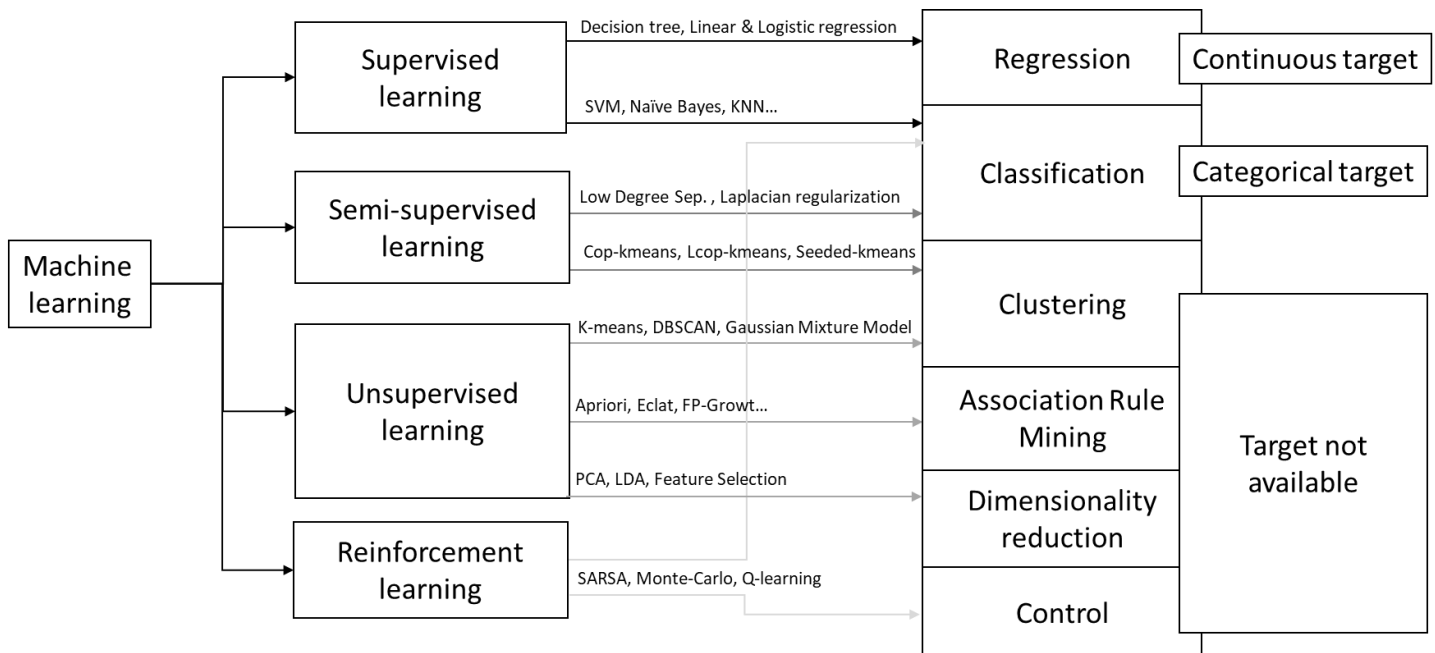 Machine
learning
Supervised
learning
Semi-supervised
learning
Unsupervised
learning
Reinforcement
learning
Decision tree, Linear & Logistic regression
SVM, Naïve Bayes, KNN...
Low Degree Sep. , Laplacian regularization
Cop-kmeans, Lcop-kmeans, Seeded-kmeans
K-means, DBSCAN, Gaussian Mixture Model
Apriori, Eclat, FP-Growt...
PCA, LDA, Feature Selection
SARSA, Monte-Carlo, Q-learning
Regression
Classification
Clustering
Association Rule
Mining
Dimensionality
reduction
Control
Continuous target
Categorical target
Target not
available